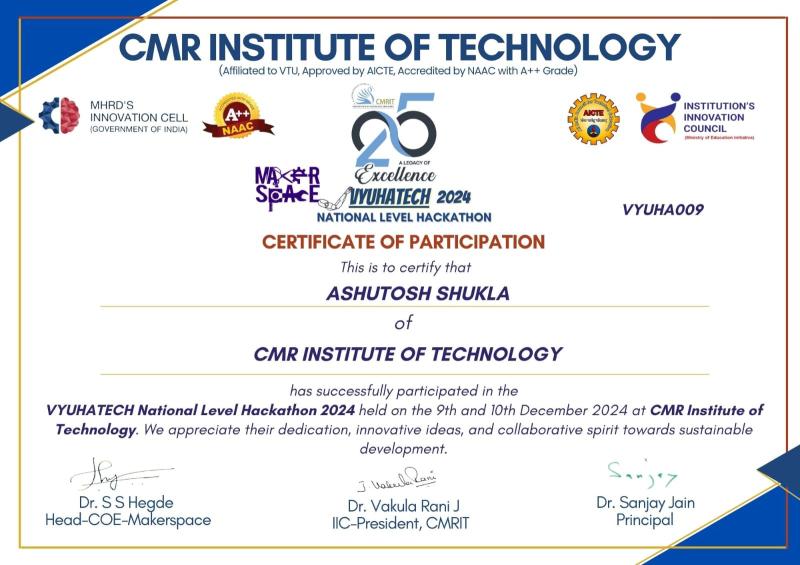 CMR INSTITUTE OF TECHNOLOGY
(Affiliated to VTU, Approved by AICTE, Accredited by NAAC with A++ Grade)
MHRD'S
INNOVATION CELL
(GOVERNMENT OF INDIA)
A++
NAAC
CMRIT
25
A LEGACY OF
Excellence
AICTE
INSTITUTION'S
INNOVATION
COUNCIL
(Ministry of Education Initiative)
MAKER
SPACE
VYUHATECH 2024
NATIONAL LEVEL HACKATHON
VYUHA009
CERTIFICATE OF PARTICIPATION
This is to certify that
ASHUTOSH SHUKLA
of
CMR INSTITUTE OF TECHNOLOGY
has successfully participated in the
VYUHATECH National Level Hackathon 2024 held on the 9th and 10th December 2024 at CMR Institute of
Technology. We appreciate their dedication, innovative ideas, and collaborative spirit towards sustainable
development.
J Vakula Rani
Sanjay
Dr. S S Hegde
Head-COE-Makerspace
Dr. Vakula Rani J
IIC-President, CMRIT
Dr. Sanjay Jain
Principal